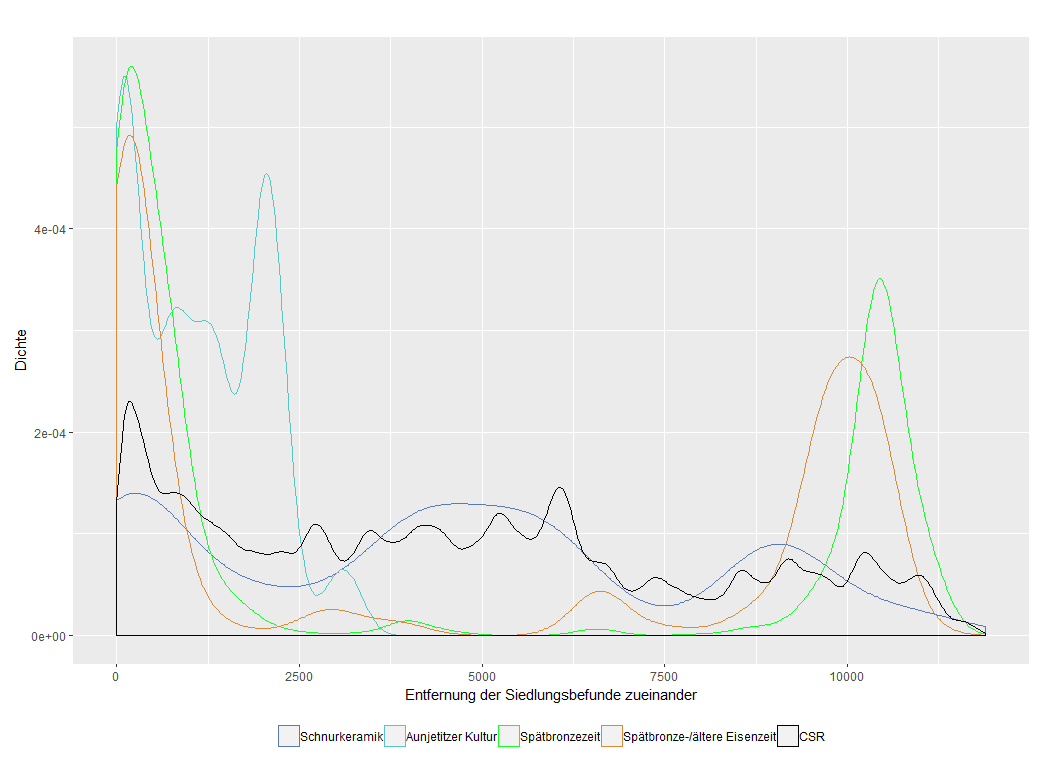 Dichte
4e-04
2e-04
0e+00
0 2500 5000 7500 10000
Entfernung der Siedlungsbefunde zueinander
Schnurkeramik Aunjetitzer Kultur Spätbronzezeit Spätbronze-/ältere Eisenzeit CSR